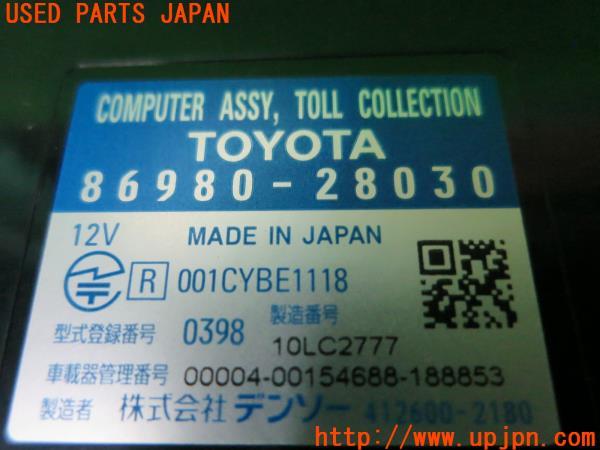 USED PARTS JAPAN
COMPUTER ASSY, TOLL COLLECTION
TOYOTA
86980-28030
12V MADE IN JAPAN
R 001CYBE1118
型式登録番号 0398 製造番号 10LC2777
車載器管理番号 00004-00154688-188853
製造者 株式会社 デンソー 412600-2180
http://www.upjpn.com